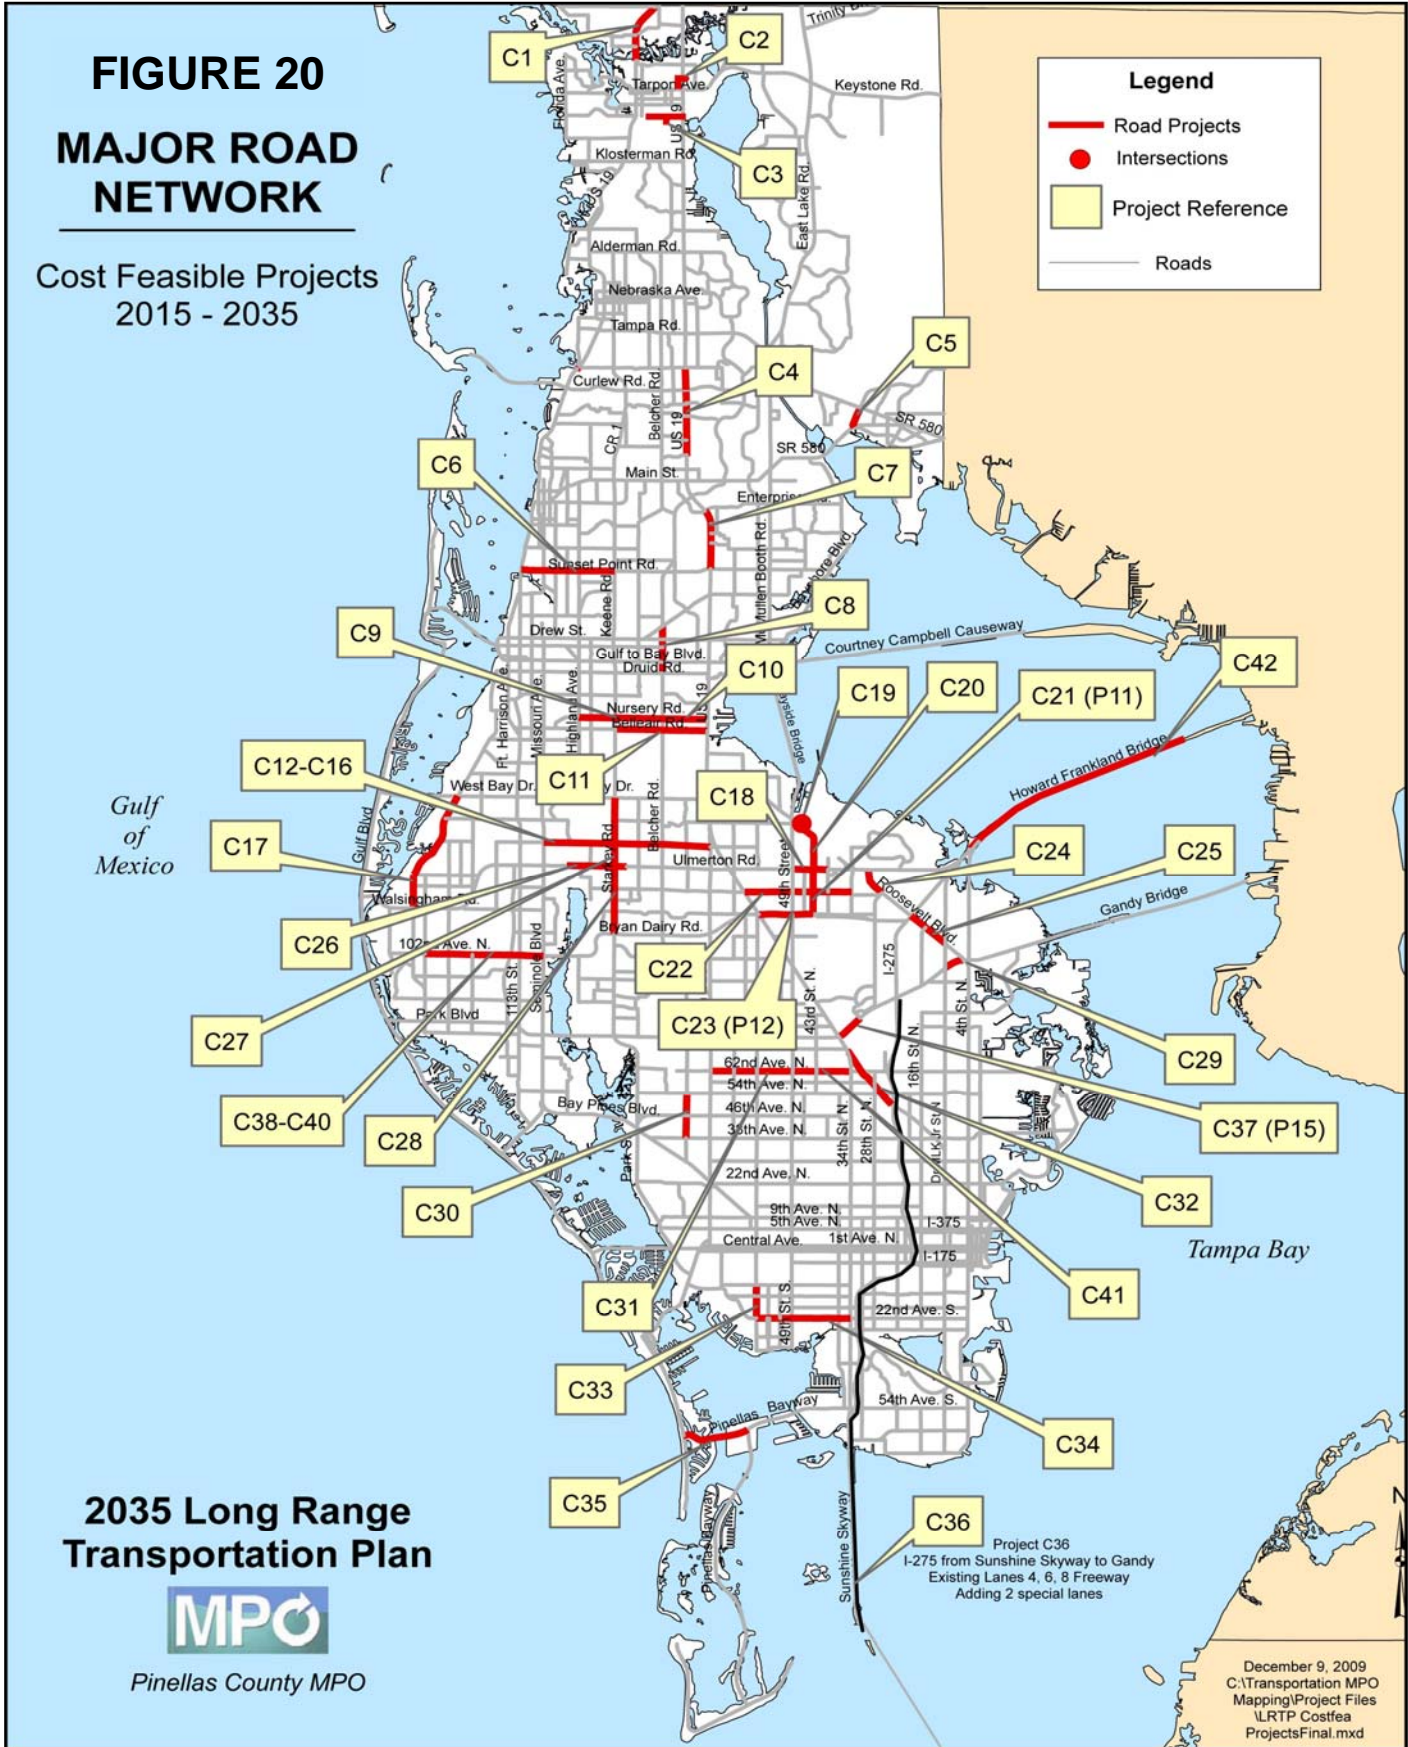 FIGURE 20
MAJOR ROAD
NETWORK
Cost Feasible Projects
2015 - 2035
Legend
Road Projects
Intersections
Project Reference
Roads
C1
C2
Tarpon Ave.
Keystone Rd.
Florida Ave.
Klosterman Rd.
C3
East Lake Rd.
Alderman Rd.
Nebraska Ave.
Tampa Rd.
C5
C4
Curlew Rd.
Belcher Rd.
US 19
CR 1
SR 580
SR 580
C6
Main St.
C7
Sunset Point Rd.
Keene Rd.
McMullen Booth Rd.
C8
C9
Drew St.
Gulf to Bay Blvd.
Druid Rd.
Courtney Campbell Causeway
C10
C19
C20
C21 (P11)
C42
Ft. Harrison Ave.
Missouri Ave.
Highland Ave.
Nursery Rd.
Belleair Rd.
US 19
Howard Frankland Bridge
C12-C16
C11
West Bay Dr.
C18
Gulf
of
Mexico
Gulf Blvd
C17
Starkey Rd
Belcher Rd.
Ulmerton Rd.
49th Street
C24
C25
Walsingham Rd.
Roosevelt Blvd.
Gandy Bridge
C26
102nd Ave. N.
Bryan Dairy Rd.
C22
I-275
113th St.
Seminole Blvd
Park Blvd
C27
C23 (P12)
43rd St. N.
4th St. N.
16th St. N.
C29
62nd Ave. N.
54th Ave. N.
C38-C40
C28
Bay Pines Blvd.
46th Ave. N.
38th Ave. N.
34th St. N.
28th St. N.
C37 (P15)
22nd Ave. N.
C30
C32
9th Ave. N.
5th Ave. N.
I-375
Central Ave.
1st Ave. N.
I-175
Tampa Bay
C31
C41
49th St. S.
22nd Ave. S.
C33
54th Ave. S.
Pinellas Bayway
C34
C35
2035 Long Range
Transportation Plan
MPO
Pinellas County MPO
Pinellas Bayway
Sunshine Skyway
C36
Project C36
I-275 from Sunshine Skyway to Gandy
Existing Lanes 4, 6, 8 Freeway
Adding 2 special lanes
N
December 9, 2009
C:\Transportation MPO
Mapping\Project Files
\LRTP Costfea
ProjectsFinal.mxd